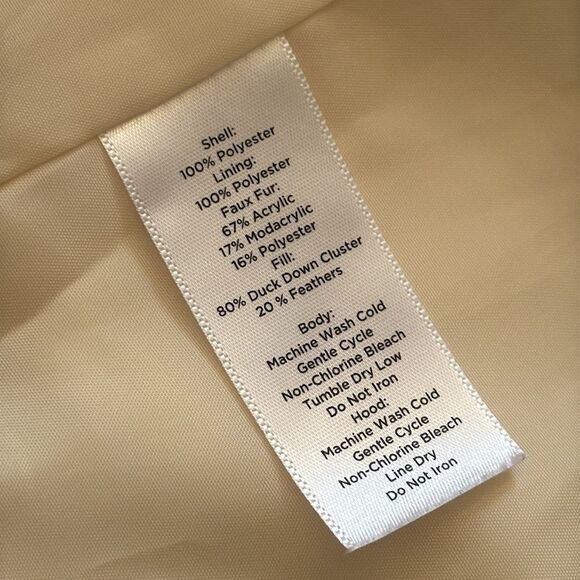 Shell:
100% Polyester
Lining:
100% Polyester
Faux Fur:
67% Acrylic
17% Modacrylic
16% Polyester
Fill:
80% Duck Down Cluster
20 % Feathers
Body:
Machine Wash Cold
Gentle Cycle
Non-Chlorine Bleach
Tumble Dry Low
Do Not Iron
Hood:
Machine Wash Cold
Gentle Cycle
Non-Chlorine Bleach
Line Dry
Do Not Iron